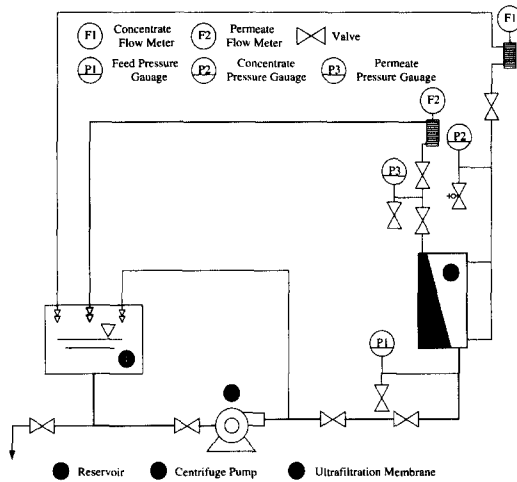 F1 Concentrate Flow Meter
F2 Permeate Flow Meter
Valve
P1 Feed Pressure Gauage
P2 Concentrate Pressure Gauage
P3 Permeate Pressure Gauage
F1
F2
P2
P3
P1
Reservoir
Centrifuge Pump
Ultrafiltration Membrane